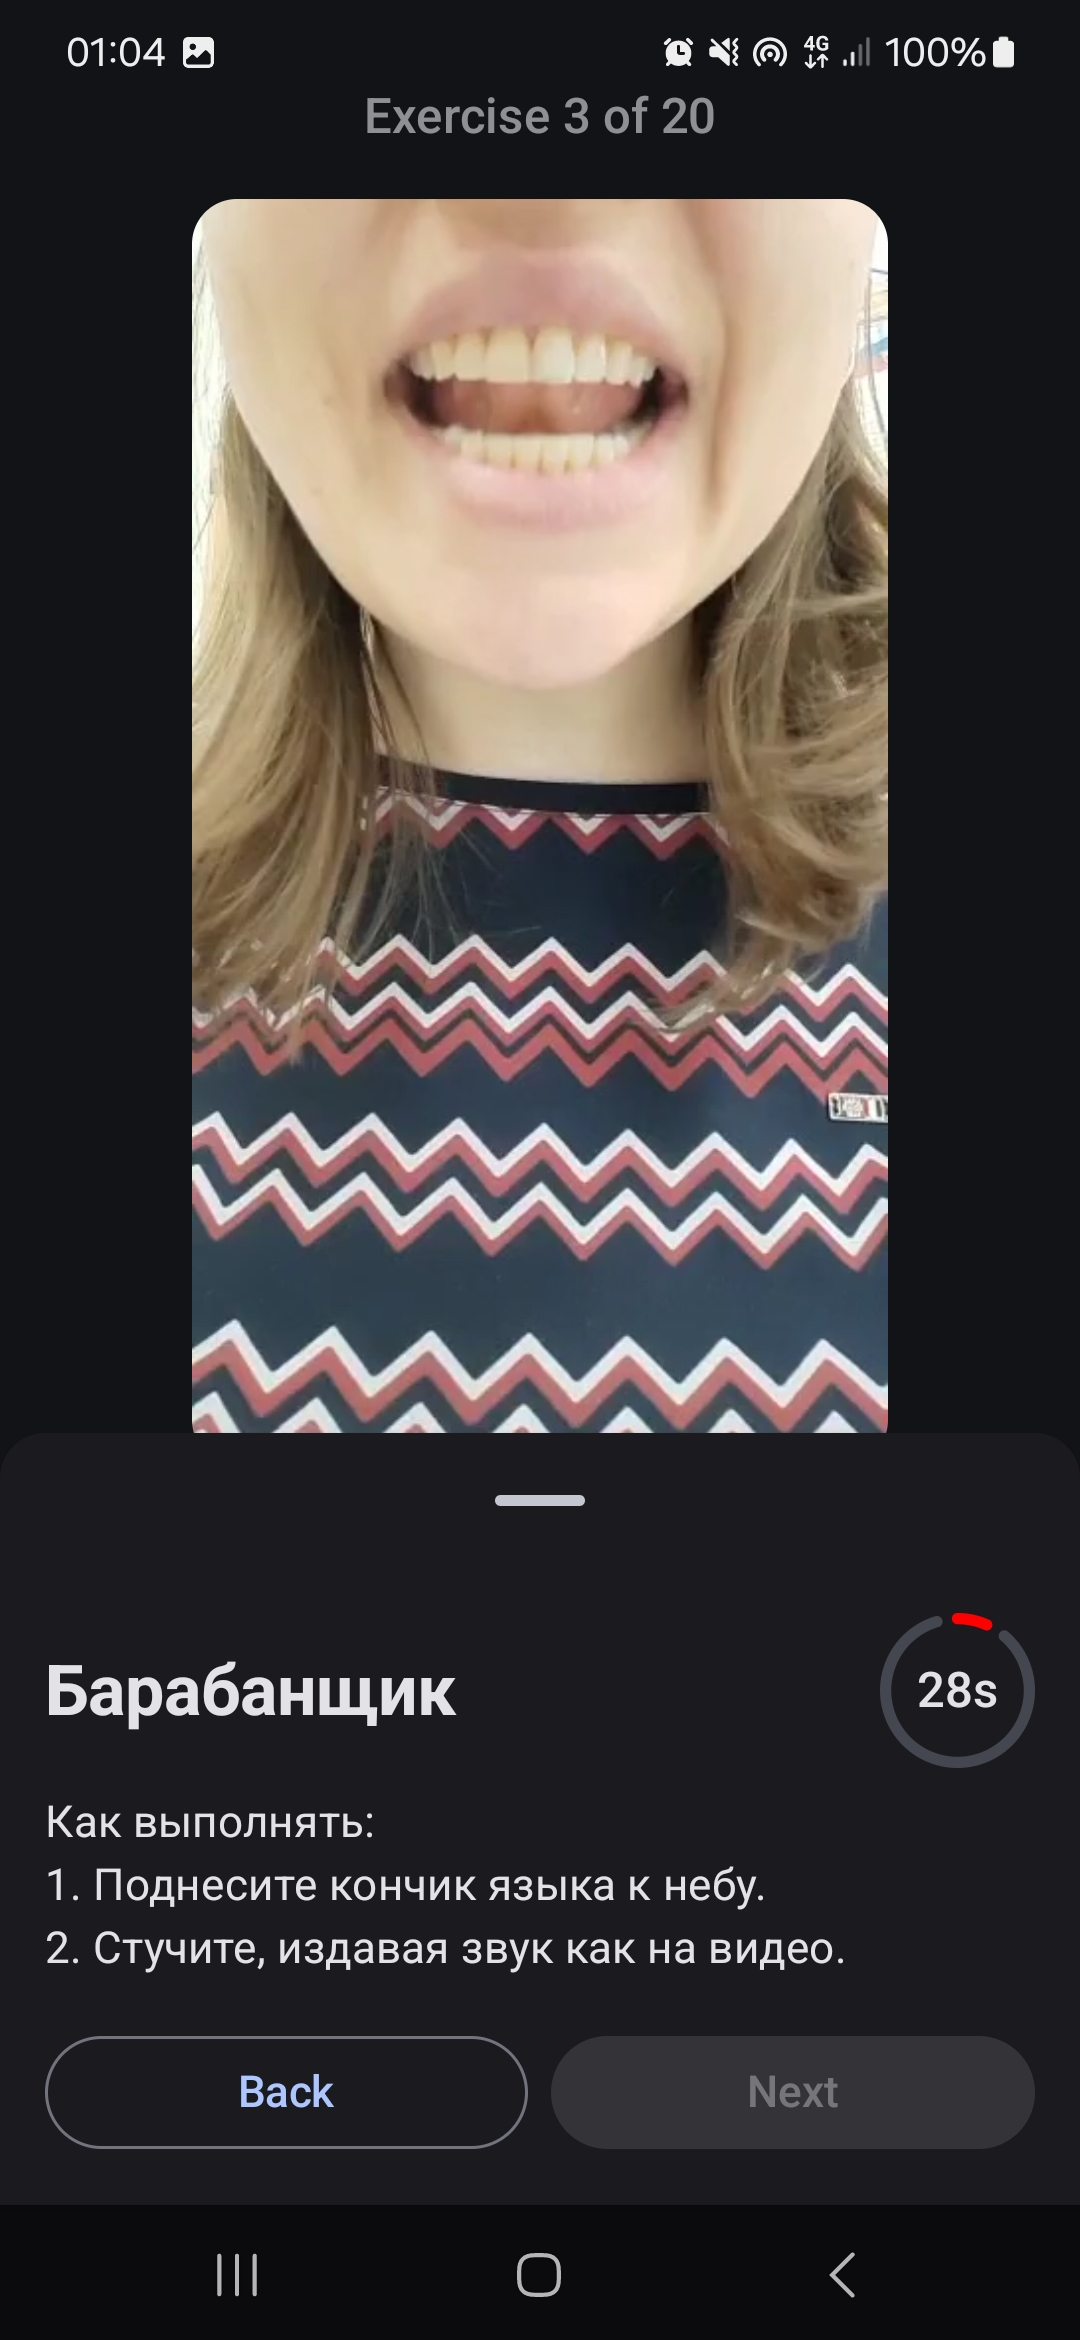 01:04
4G
100%
Exercise 3 of 20
Барабанщик
28s
Как выполнять:
1. Поднесите кончик языка к небу.
2. Стучите, издавая звук как на видео.
Back
Next